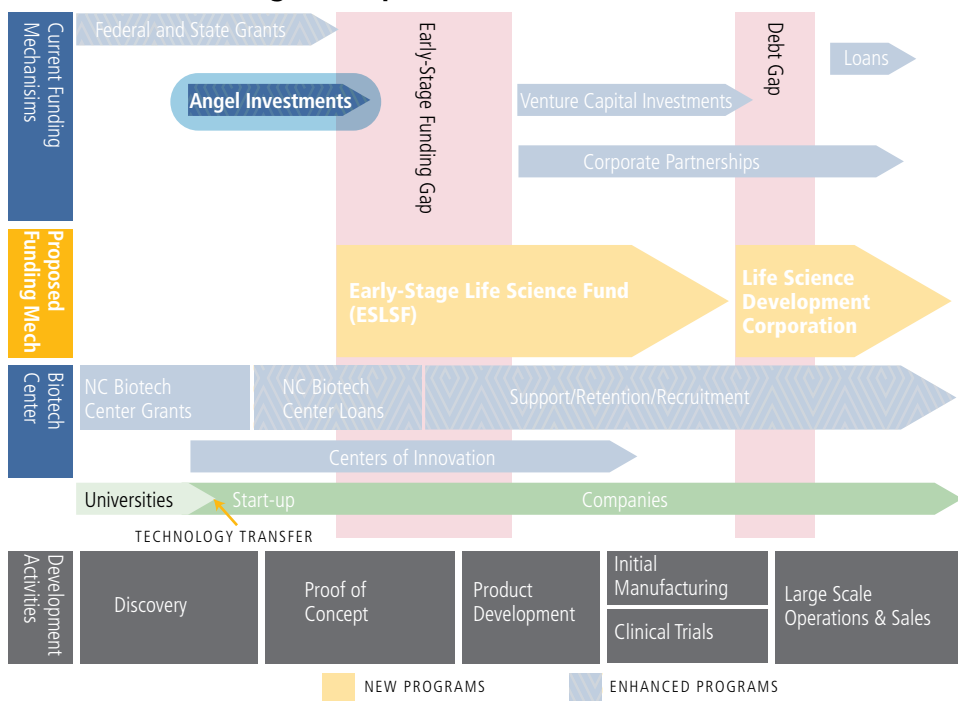 Current Funding
Mechanisims
Federal and State Grants
Angel Investments
Early-Stage Funding Gap
Venture Capital Investments
Corporate Partnerships
Debt Gap
Loans
Proposed
Funding Mech
Early-Stage Life Science Fund
(ESLSF)
Life Science
Development
Corporation
Biotech
Center
NC Biotech
Center Grants
NC Biotech
Center Loans
Support/Retention/Recruitment
Centers of Innovation
Universities
Start-up
Companies
TECHNOLOGY TRANSFER
Development
Activities
Discovery
Proof of
Concept
Product
Development
Initial
Manufacturing
Clinical Trials
Large Scale
Operations & Sales
NEW PROGRAMS
ENHANCED PROGRAMS